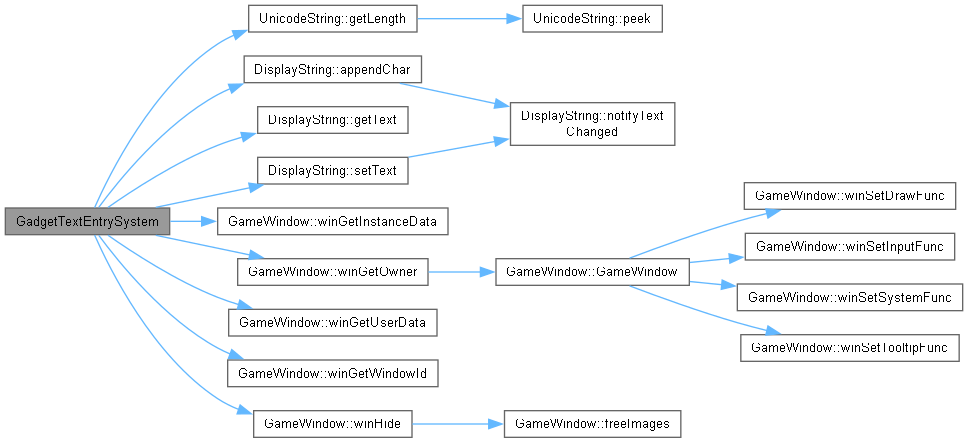 UnicodeString::getLength
UnicodeString::peek
DisplayString::appendChar
DisplayString::notifyText
Changed
DisplayString::getText
DisplayString::setText
GadgetTextEntrySystem
GameWindow::winGetInstanceData
GameWindow::winGetOwner
GameWindow::GameWindow
GameWindow::winSetDrawFunc
GameWindow::winSetInputFunc
GameWindow::winSetSystemFunc
GameWindow::winSetTooltipFunc
GameWindow::winGetUserData
GameWindow::winGetWindowId
GameWindow::winHide
GameWindow::freeImages